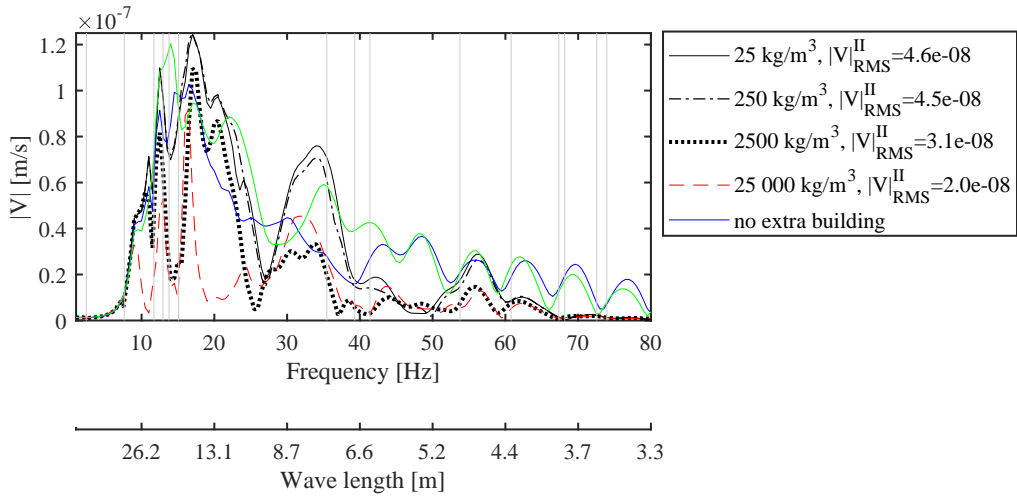 ×10⁻⁷
1.2
1
0.8
0.6
0.4
0.2
0
|V| [m/s]
10 20 30 40 50 60 70 80
Frequency [Hz]
26.2 13.1 8.7 6.6 5.2 4.4 3.7 3.3
Wave length [m]
25 kg/m³, |V|ᴵᴵ_RMS=4.6e-08
250 kg/m³, |V|ᴵᴵ_RMS=4.5e-08
2500 kg/m³, |V|ᴵᴵ_RMS=3.1e-08
25 000 kg/m³, |V|ᴵᴵ_RMS=2.0e-08
no extra building